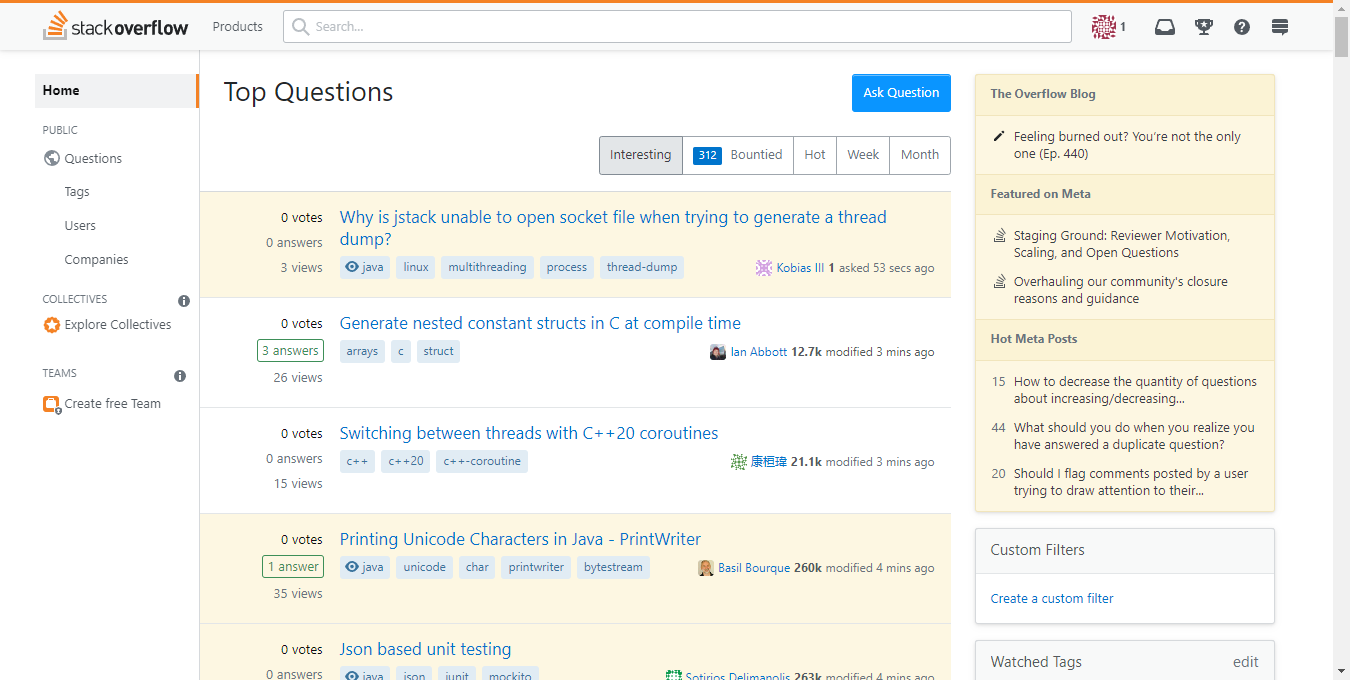 stackoverflow Products Search... 1
Home
PUBLIC
Questions
Tags
Users
Companies
COLLECTIVES
Explore Collectives
TEAMS
Create free Team
Top Questions
Ask Question
Interesting 312 Bountied Hot Week Month
0 votes
0 answers
3 views
Why is jstack unable to open socket file when trying to generate a thread
dump?
java linux multithreading process thread-dump
Kobias III 1 asked 53 secs ago
0 votes
3 answers
26 views
Generate nested constant structs in C at compile time
arrays c struct
Ian Abbott 12.7k modified 3 mins ago
0 votes
0 answers
15 views
Switching between threads with C++20 coroutines
c++ c++20 c++-coroutine
康桓瑋 21.1k modified 3 mins ago
0 votes
1 answer
35 views
Printing Unicode Characters in Java - PrintWriter
java unicode char printwriter bytestream
Basil Bourque 260k modified 4 mins ago
0 votes
0 answers
Json based unit testing
java json junit mockito
Sotirios Delimanolis 263k modified 4 mins ago
The Overflow Blog
Feeling burned out? You’re not the only
one (Ep. 440)
Featured on Meta
Staging Ground: Reviewer Motivation,
Scaling, and Open Questions
Overhauling our community's closure
reasons and guidance
Hot Meta Posts
15 How to decrease the quantity of questions
about increasing/decreasing...
44 What should you do when you realize you
have answered a duplicate question?
20 Should I flag comments posted by a user
trying to draw attention to their...
Custom Filters
Create a custom filter
Watched Tags edit